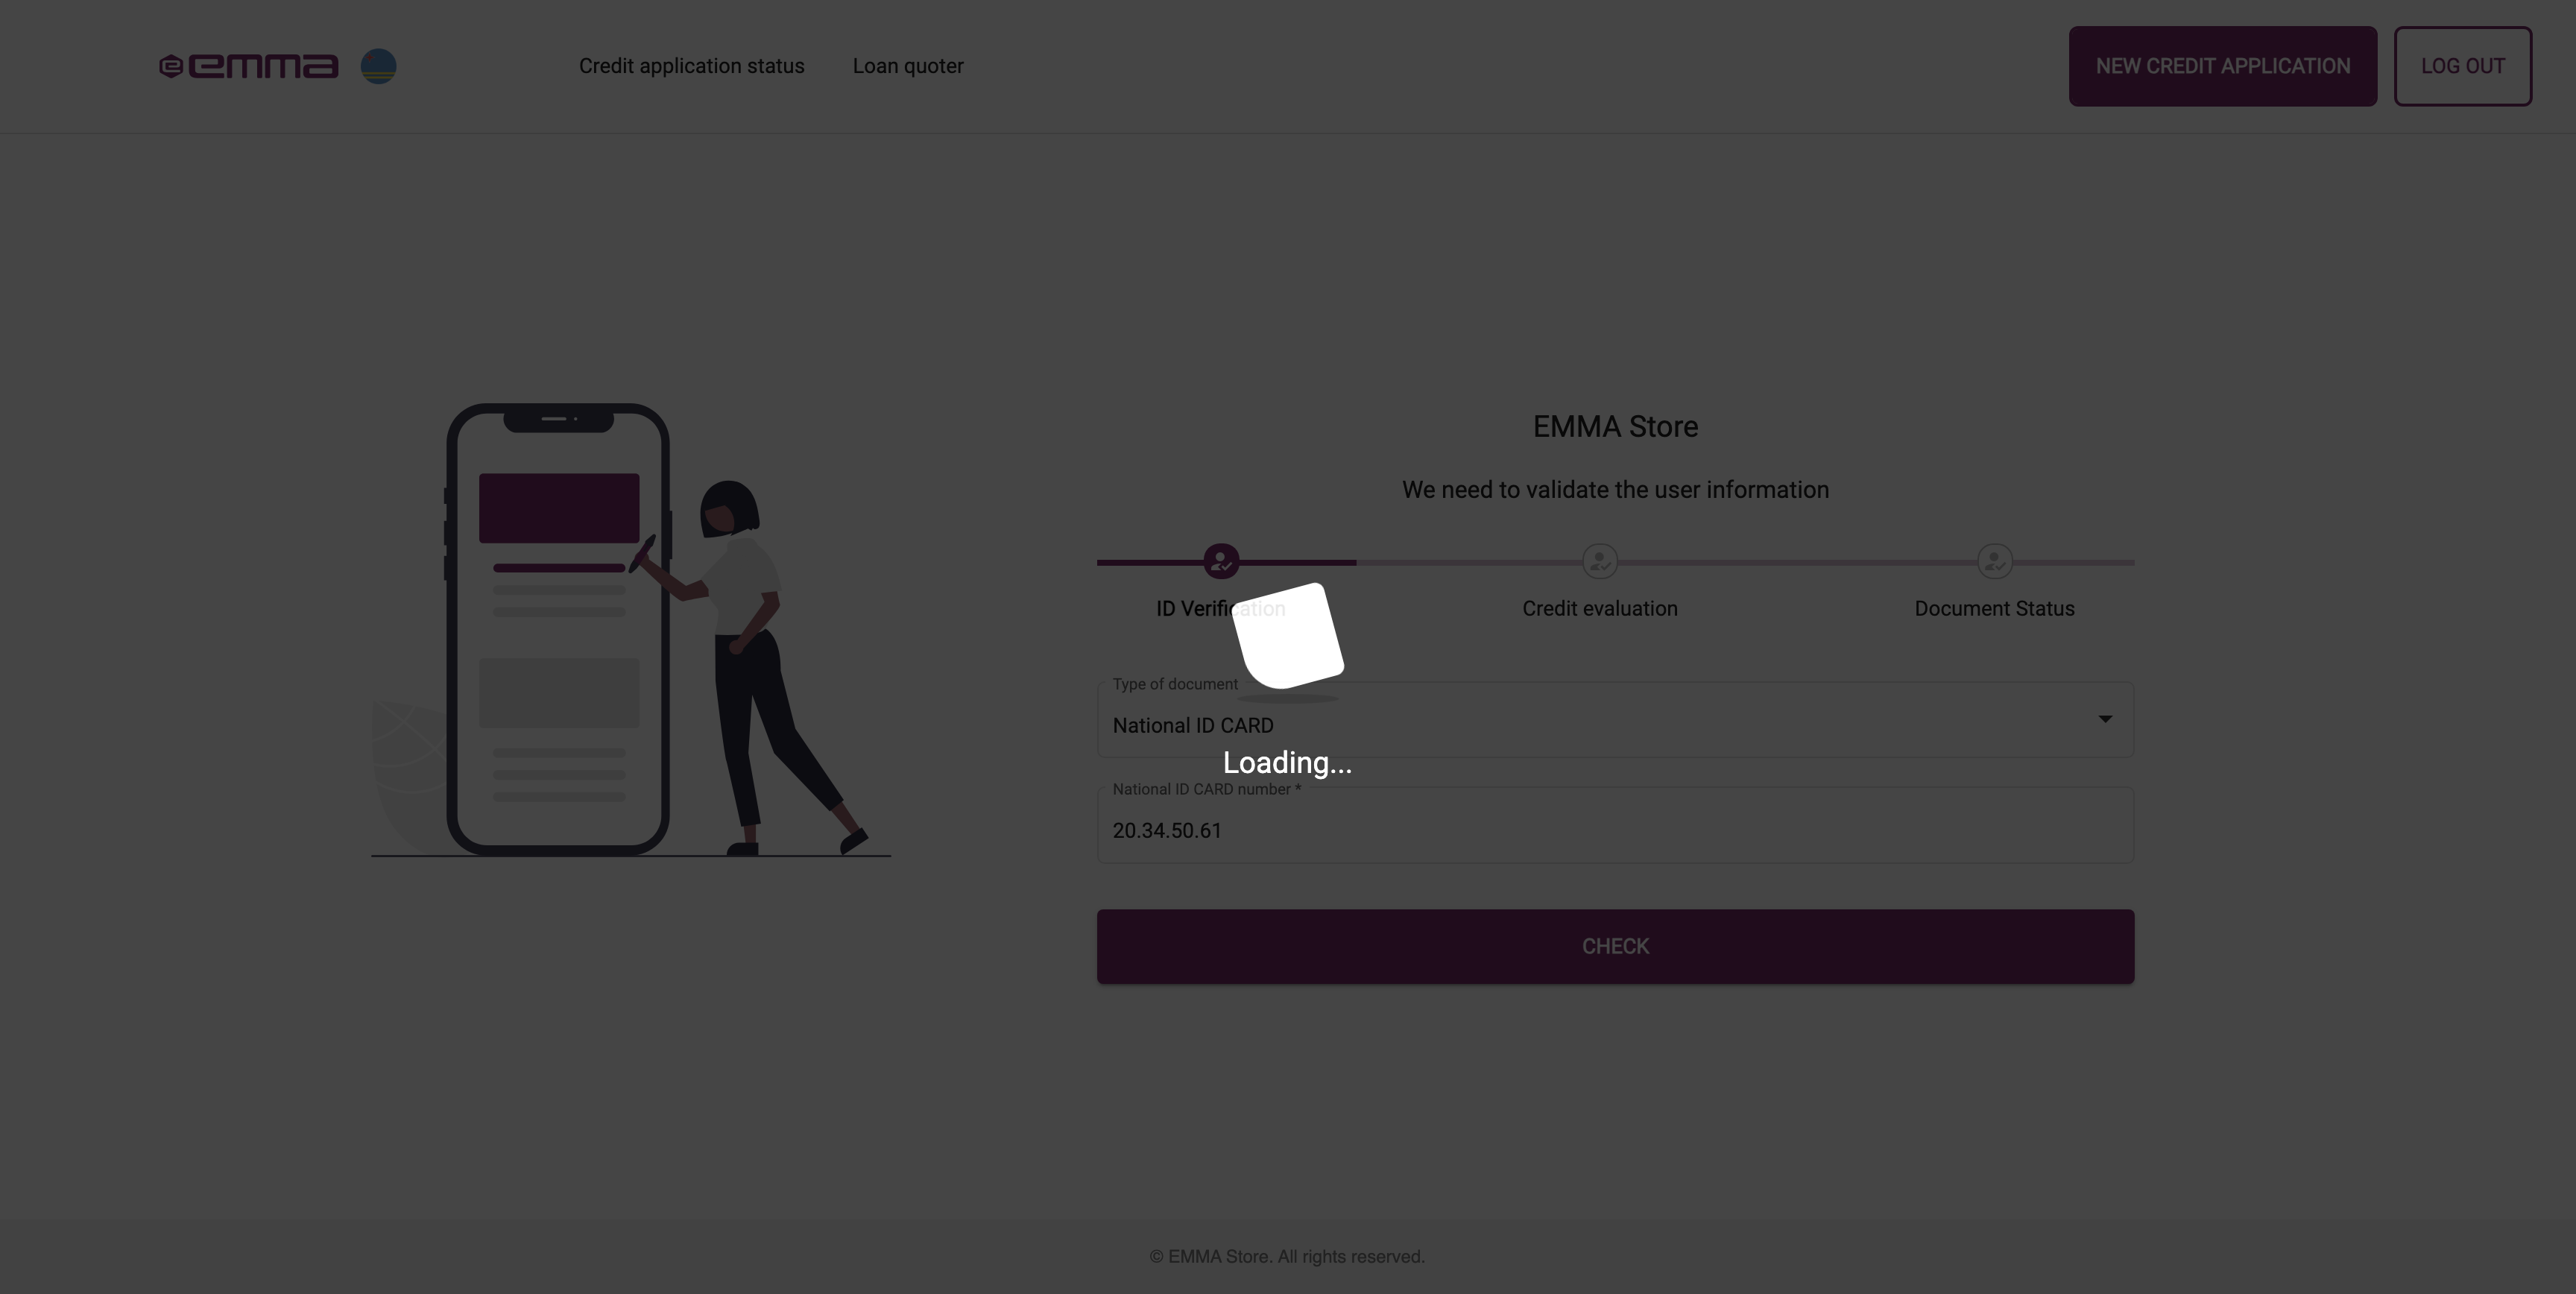 emma
Credit application status
Loan quoter
NEW CREDIT APPLICATION
LOG OUT
EMMA Store
We need to validate the user information
ID Verification
Credit evaluation
Document Status
Type of document
National ID CARD
Loading...
National ID CARD number *
20.34.50.61
CHECK
© EMMA Store. All rights reserved.